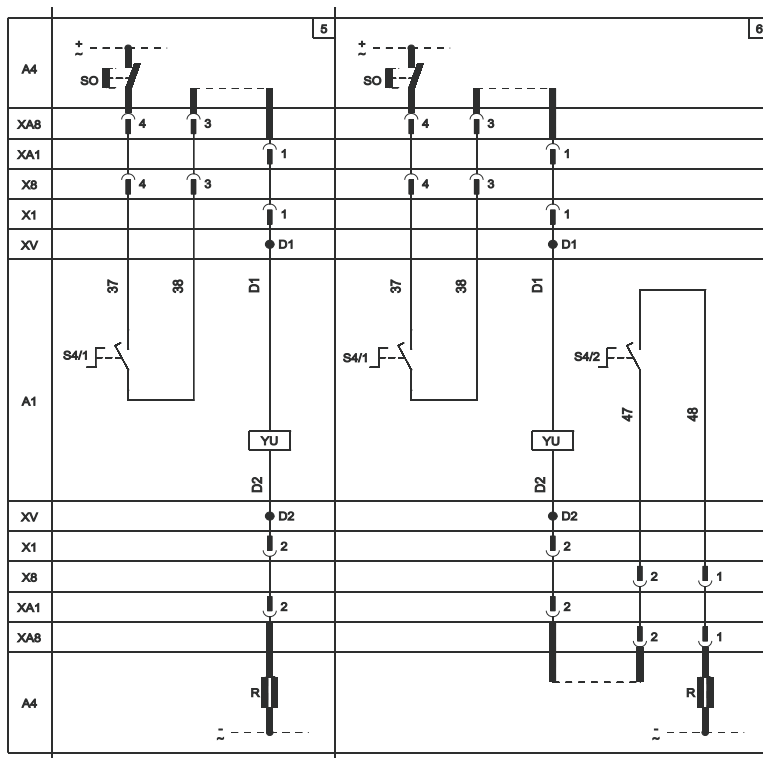 5 6
A4 + ~ SO + ~ SO
XA8 4 3 4 3
XA1 1 1
X8 4 3 4 3
X1 1 1
XV D1 D1
37 38 D1 37 38 D1
S4/1 S4/1 S4/2
A1 47 48
YU YU
D2 D2
XV D2 D2
X1 2 2
X8 2 1
XA1 2 2
XA8 2 1
A4 R R
- ~ - ~